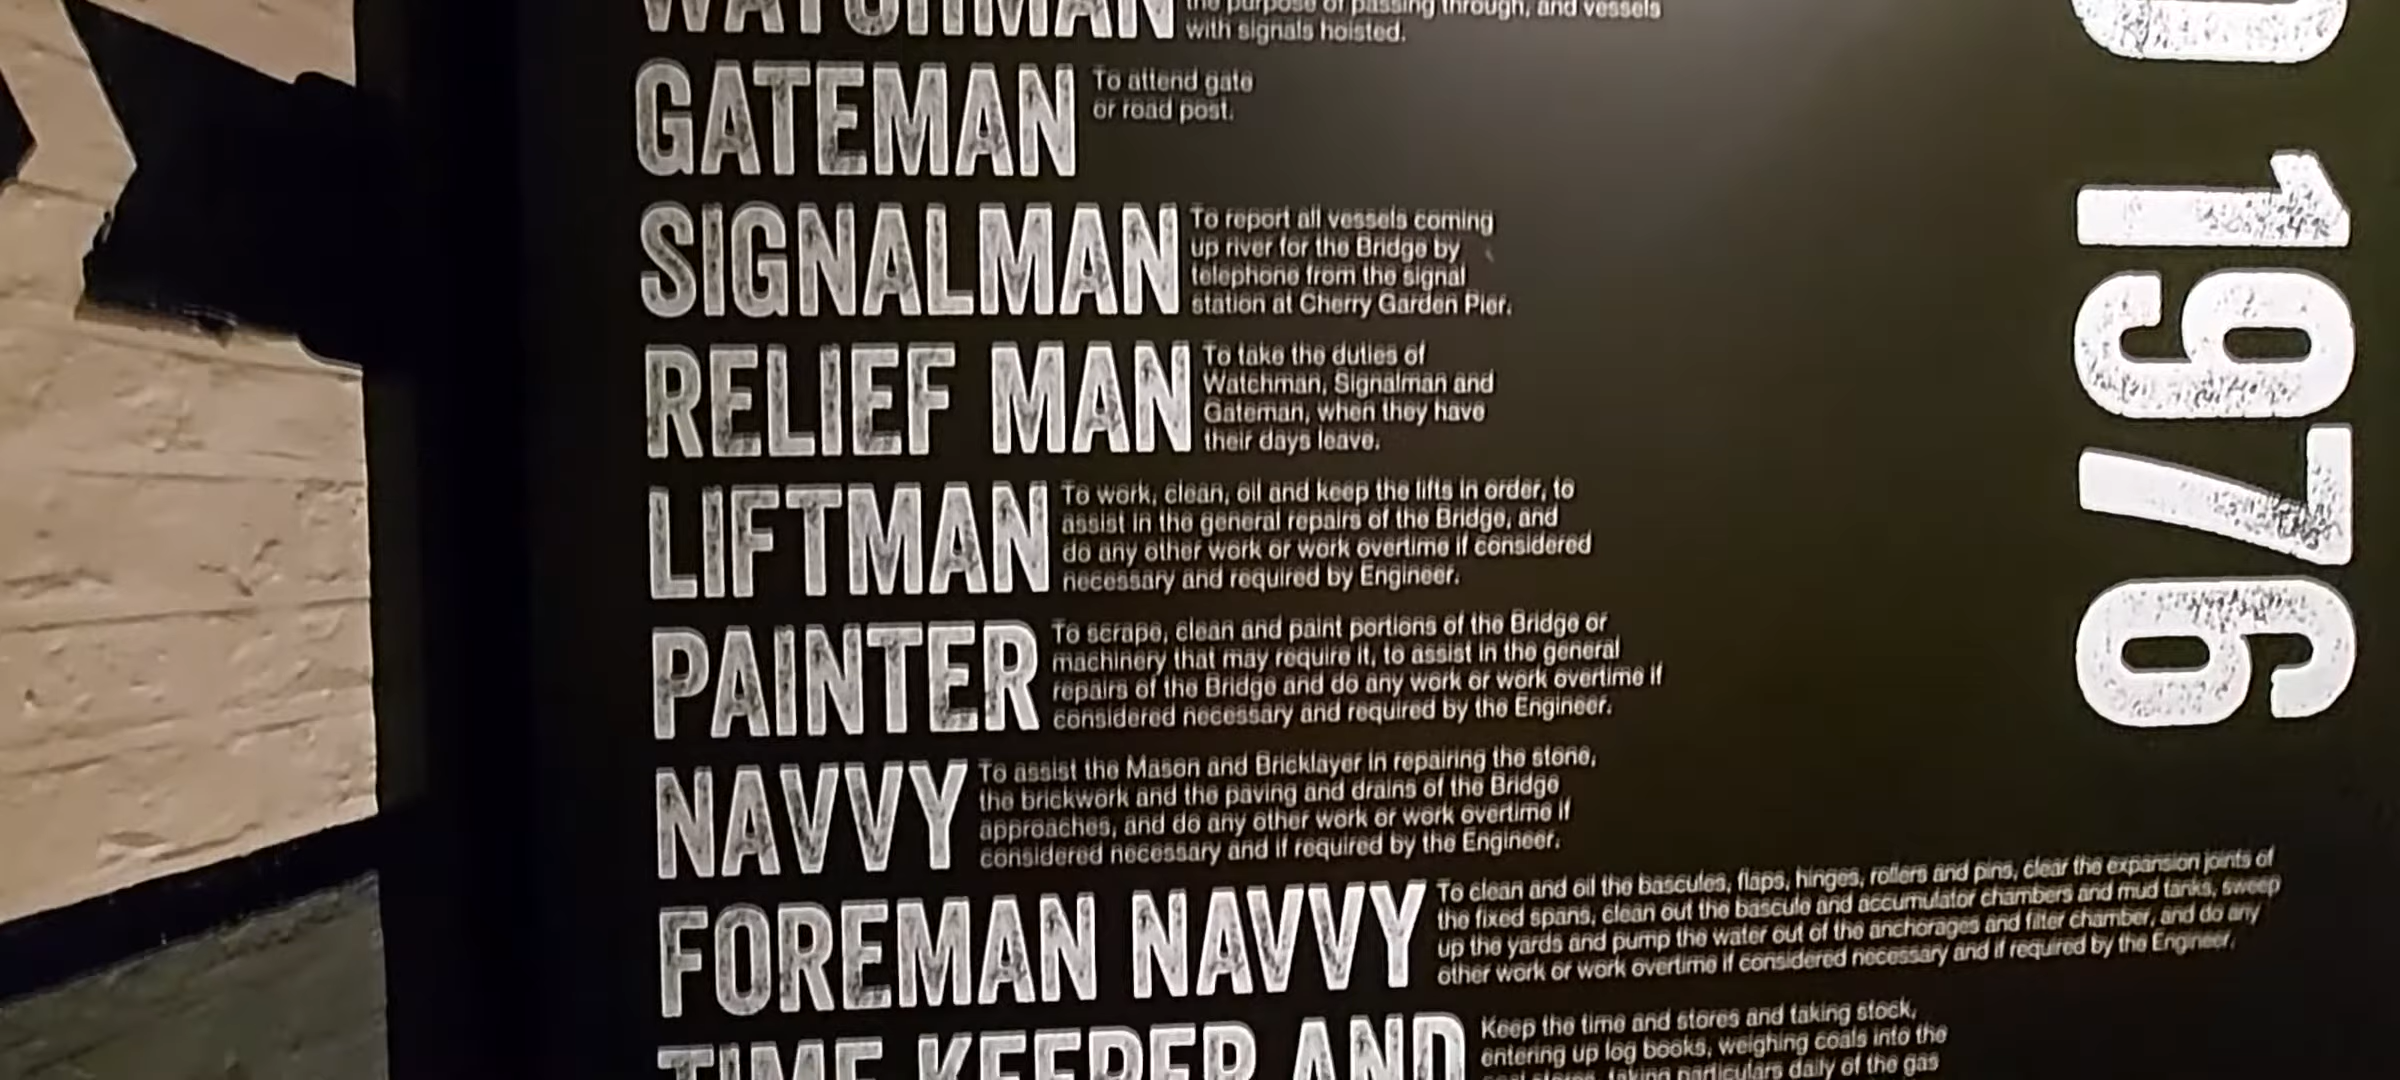 WATCHMAN
the purpose of passing through, and vessels
with signals hoisted.
GATEMAN
To attend gate
or road post.
SIGNALMAN
To report all vessels coming
up river for the Bridge by
telephone from the signal
station at Cherry Garden Pier.
RELIEF MAN
To take the duties of
Watchman, Signalman and
Gateman, when they have
their days leave.
LIFTMAN
To work, clean, oil and keep the lifts in order, to
assist in the general repairs of the Bridge, and
do any other work or work overtime if considered
necessary and required by Engineer.
PAINTER
To scrape, clean and paint portions of the Bridge or
machinery that may require it, to assist in the general
repairs of the Bridge and do any work or work overtime if
considered necessary and required by the Engineer.
NAVVY
To assist the Mason and Bricklayer in repairing the stone,
the brickwork and the paving and drains of the Bridge
approaches, and do any other work or work overtime if
considered necessary and if required by the Engineer.
FOREMAN NAVVY
To clean and oil the bascules, flaps, hinges, rollers and pins, clear the expansion joints of
the fixed spans, clean out the bascule and accumulator chambers and mud tanks, sweep
up the yards and pump the water out of the anchorages and filter chamber, and do any
other work or work overtime if considered necessary and if required by the Engineer.
TIME KEEPER AND
Keep the time and stores and taking stock,
entering up log books, weighing coals into the
taking particulars daily of the gas
1976